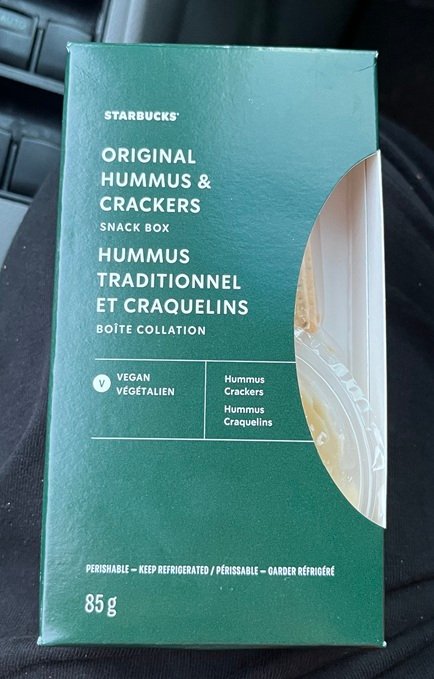 AUTO
STARBUCKS®
ORIGINAL
HUMMUS &
CRACKERS
SNACK BOX
HUMMUS
TRADITIONNEL
ET CRAQUELINS
BOÎTE COLLATION
V VEGAN
VÉGÉTALIEN
Hummus
Crackers
Hummus
Craquelins
PERISHABLE – KEEP REFRIGERATED / PÉRISSABLE – GARDER RÉFRIGÉRÉ
85 g